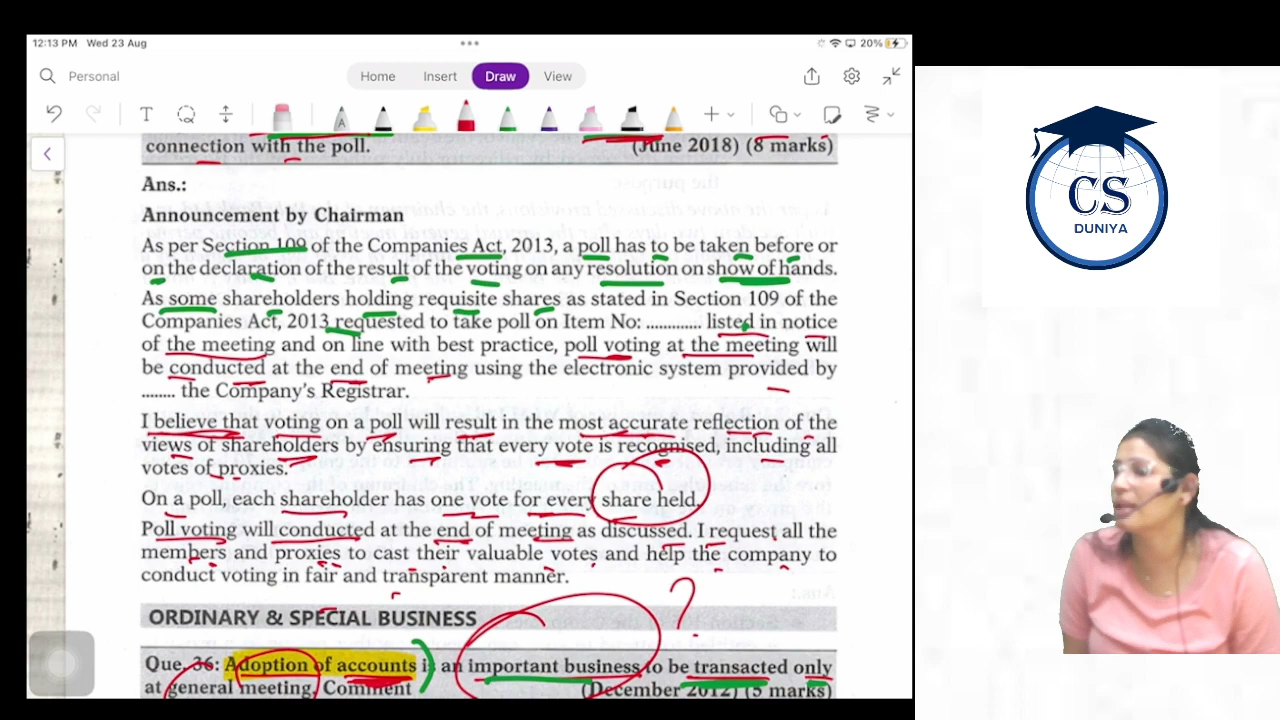 12:13 PM Wed 23 Aug
20%
Personal
Home Insert Draw View
connection with the poll. (June 2018) (8 marks)
Ans.:
Announcement by Chairman
As per Section 109 of the Companies Act, 2013, a poll has to be taken before or
on the declaration of the result of the voting on any resolution on show of hands.
As some shareholders holding requisite shares as stated in Section 109 of the
Companies Act, 2013 requested to take poll on Item No: ............. listed in notice
of the meeting and on line with best practice, poll voting at the meeting will
be conducted at the end of meeting using the electronic system provided by
........ the Company's Registrar.
I believe that voting on a poll will result in the most accurate reflection of the
views of shareholders by ensuring that every vote is recognised, including all
votes of proxies.
On a poll, each shareholder has one vote for every share held.
Poll voting will conducted at the end of meeting as discussed. I request all the
members and proxies to cast their valuable votes and help the company to
conduct voting in fair and transparent manner.
?
ORDINARY & SPECIAL BUSINESS
Que. 36: Adoption of accounts is an important business to be transacted only
at general meeting. Comment (December 2012) (5 marks)
CS
DUNIYA